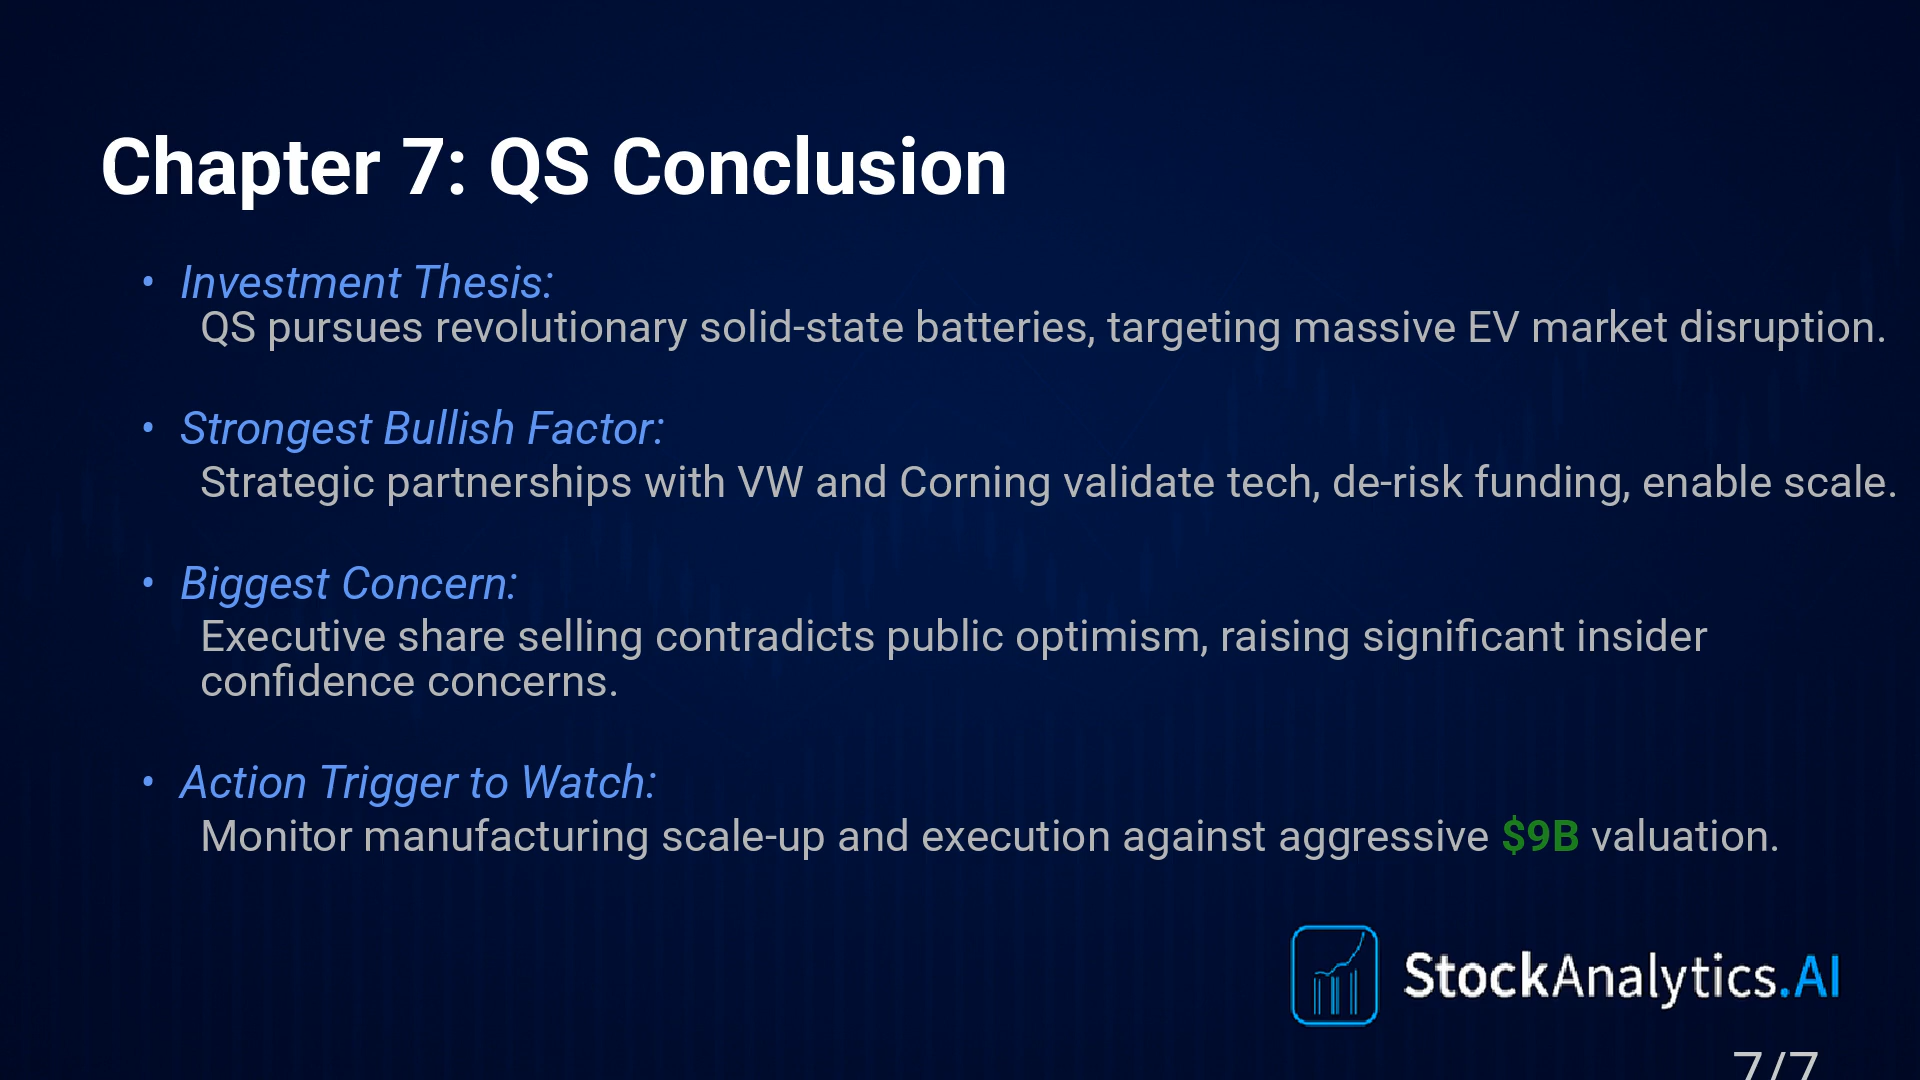 Chapter 7: QS Conclusion
• Investment Thesis:
QS pursues revolutionary solid-state batteries, targeting massive EV market disruption.
• Strongest Bullish Factor:
Strategic partnerships with VW and Corning validate tech, de-risk funding, enable scale.
• Biggest Concern:
Executive share selling contradicts public optimism, raising significant insider
confidence concerns.
• Action Trigger to Watch:
Monitor manufacturing scale-up and execution against aggressive $9B valuation.
StockAnalytics.AI
7/7